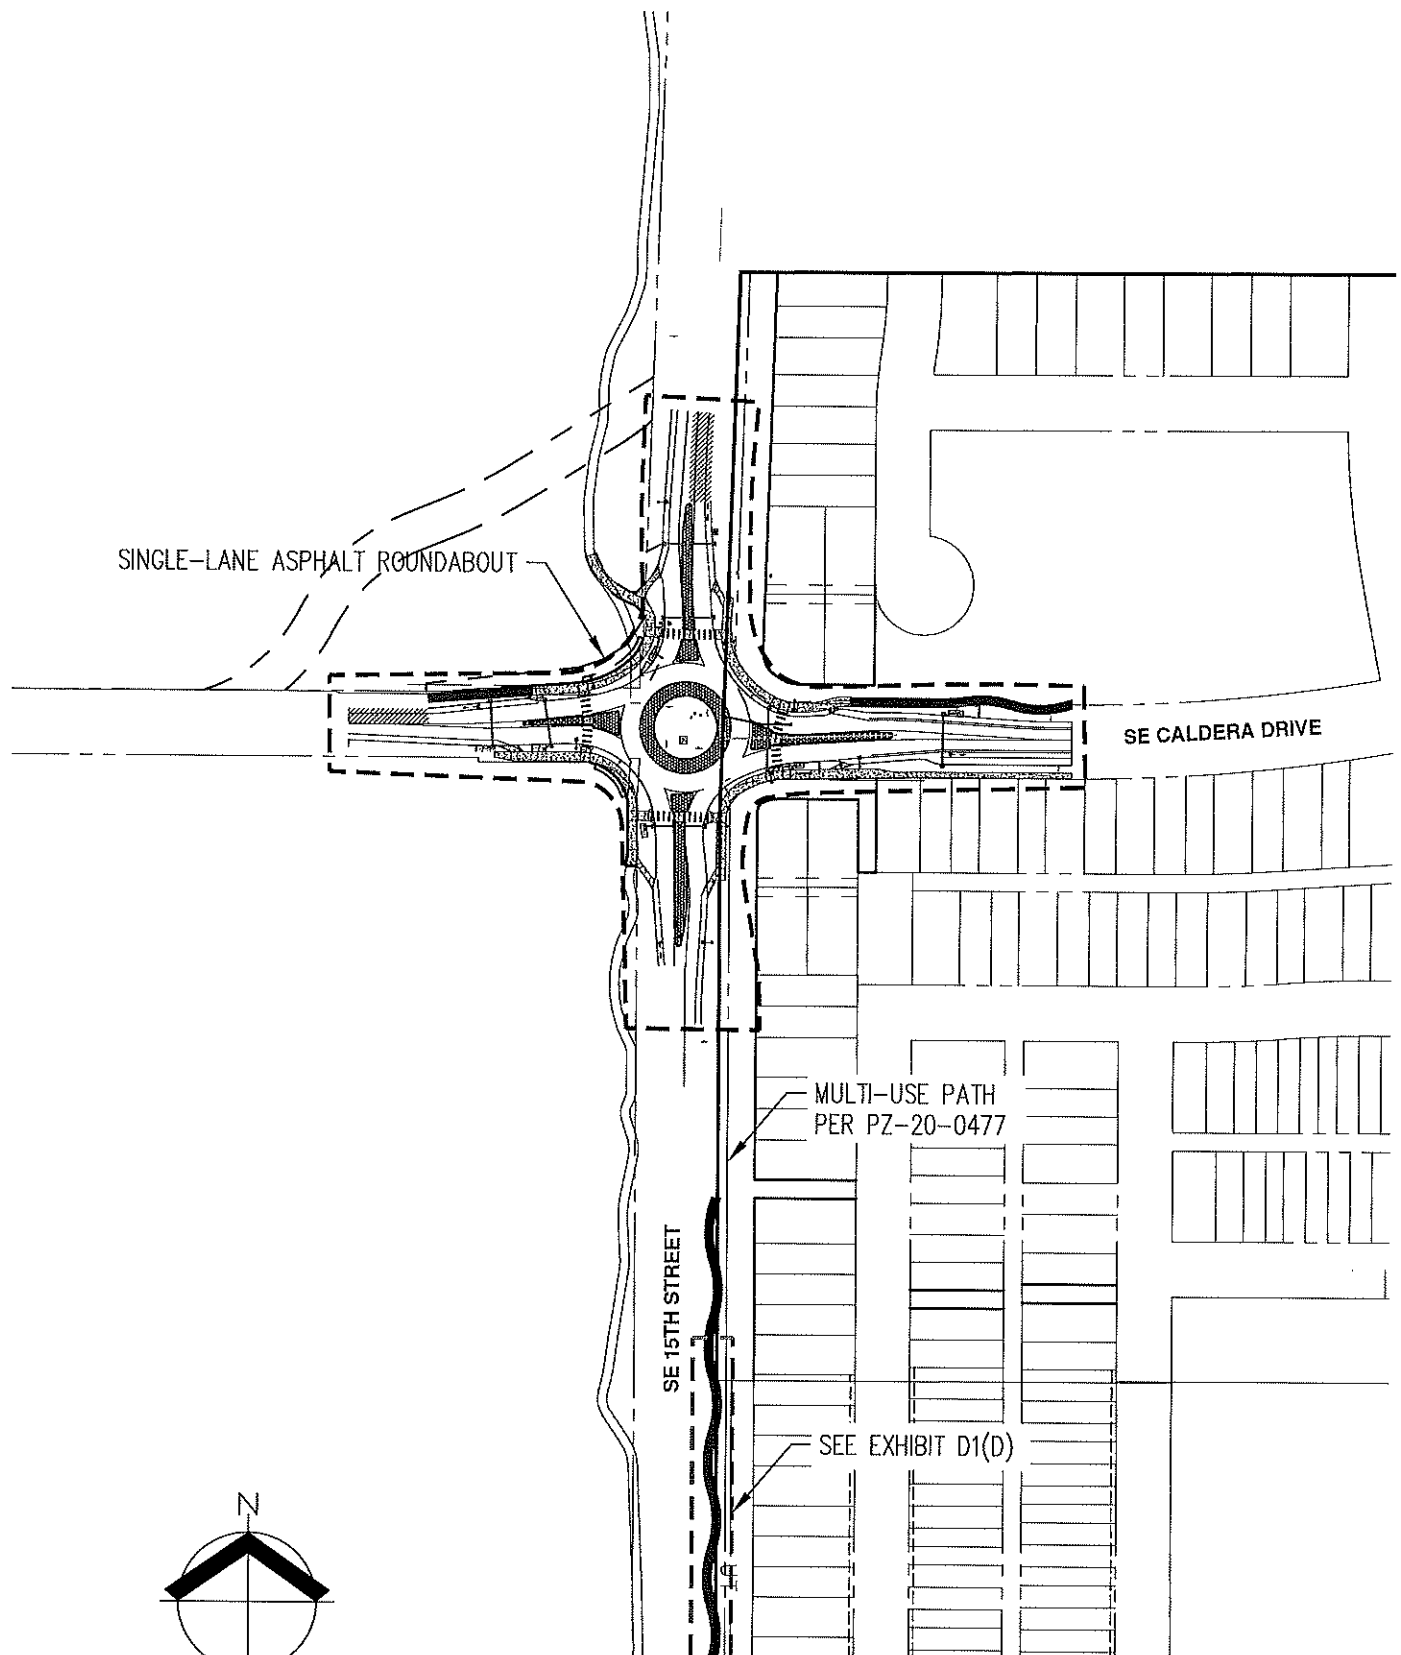 SINGLE-LANE ASPHALT ROUNDABOUT
SE CALDERA DRIVE
MULTI-USE PATH
PER PZ-20-0477
SE 15TH STREET
SEE EXHIBIT D1(D)
N